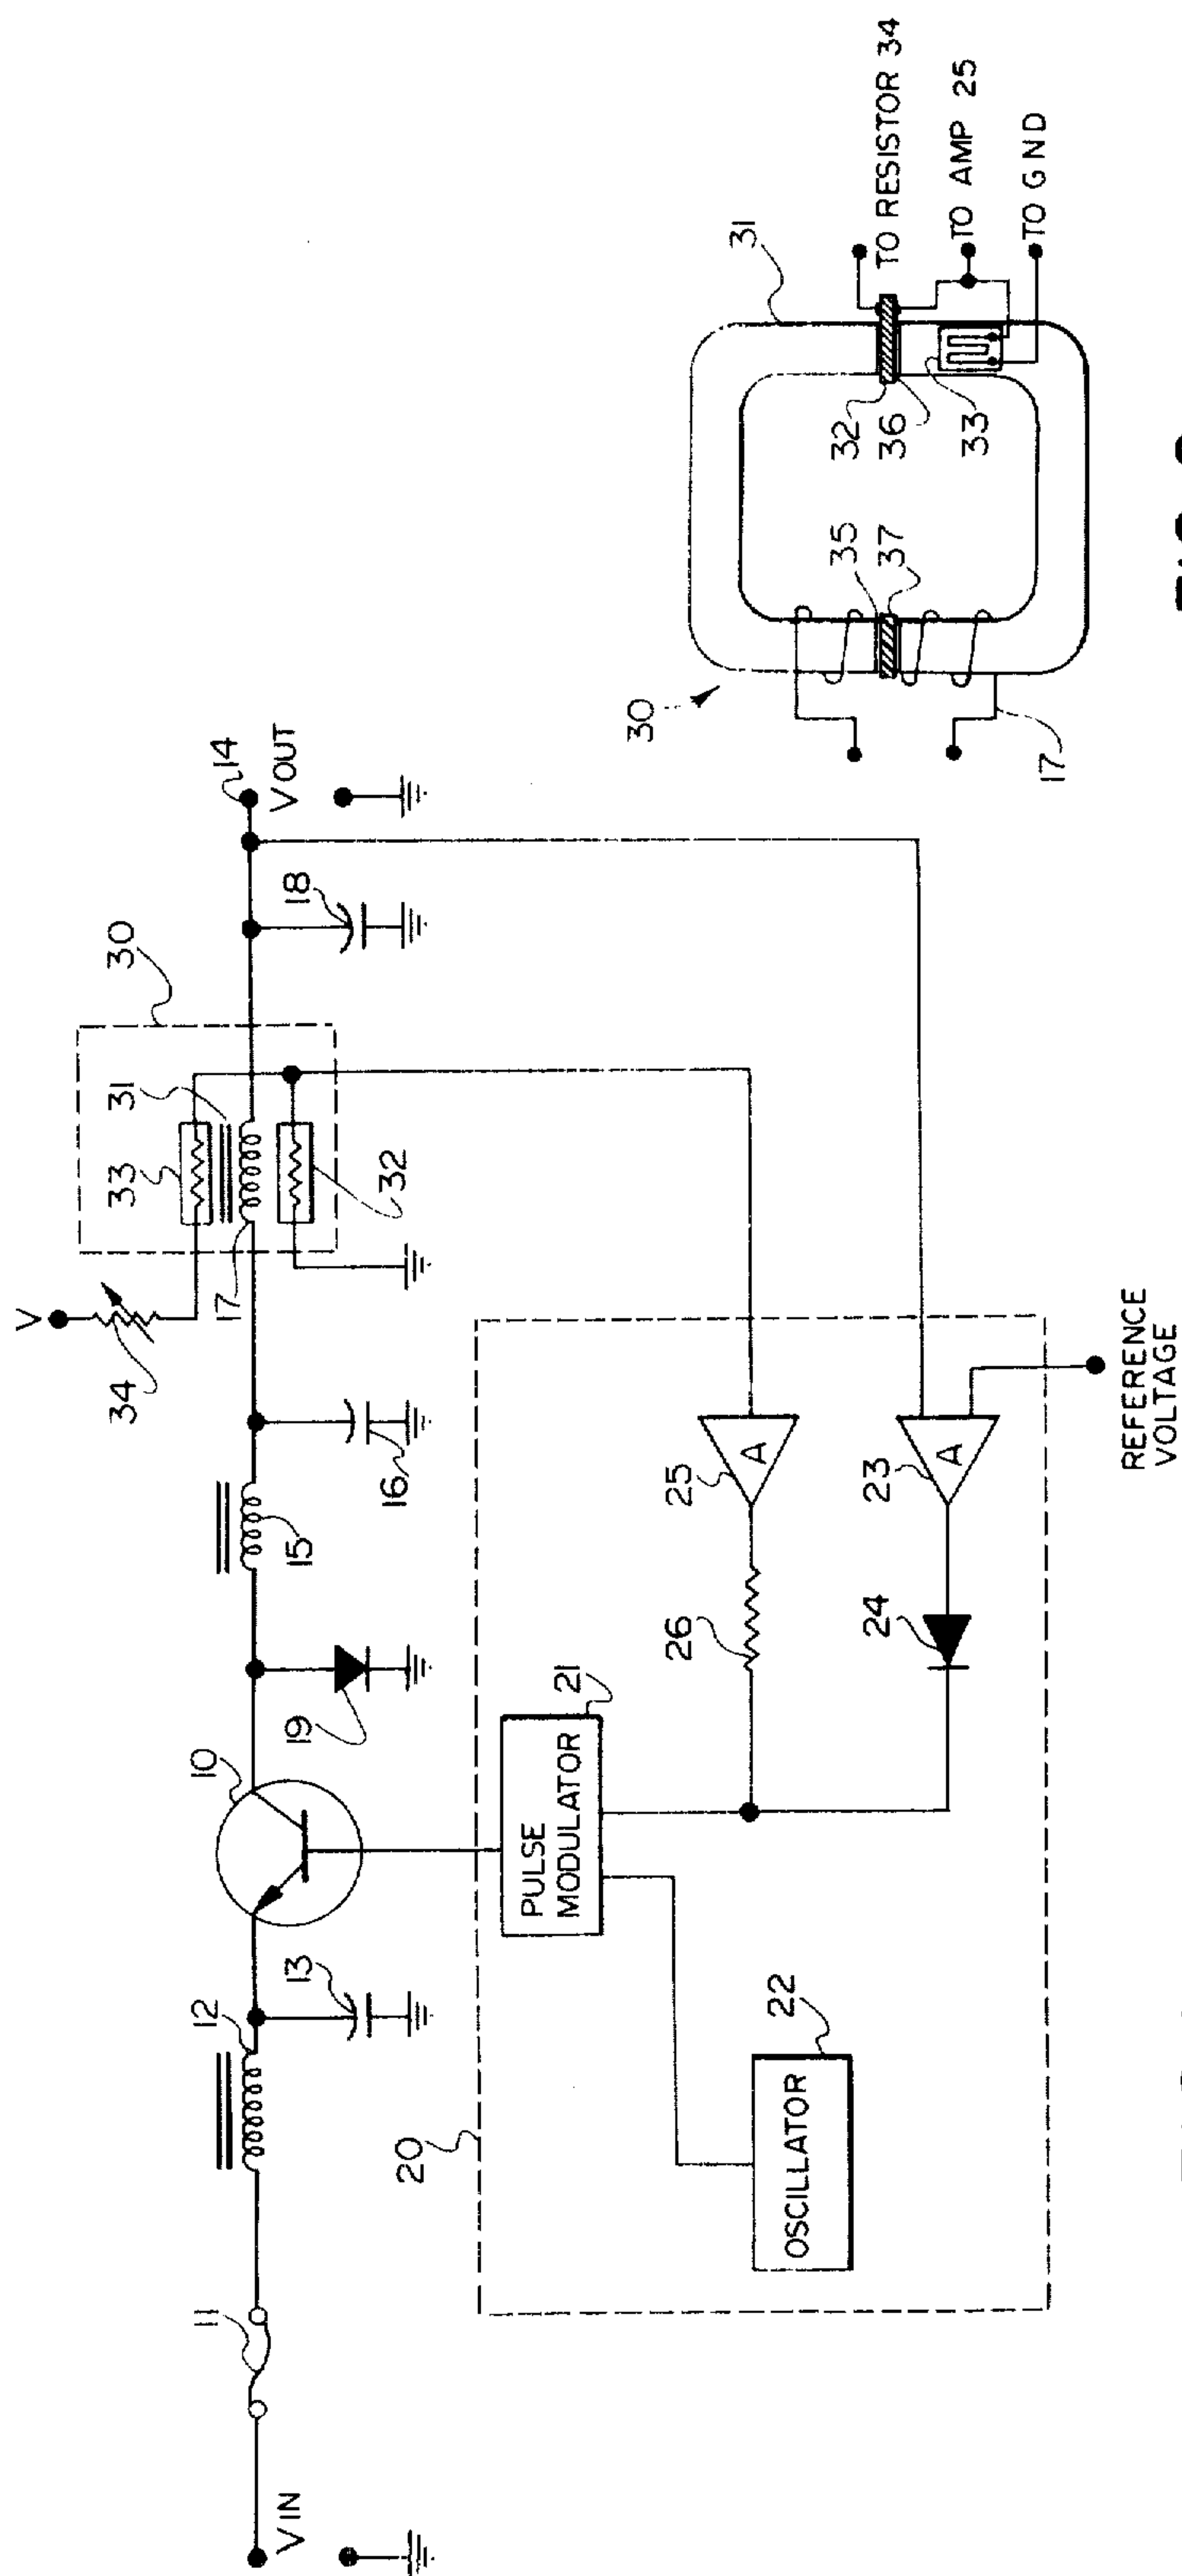 VIN
11
12
13
10
19
15
16
V
34
17
33
31
32
30
18
14
VOUT
20
OSCILLATOR
22
PULSE
MODULATOR
21
26
24
25
A
23
A
REFERENCE
VOLTAGE
30
17
35
37
32
36
33
31
TO RESISTOR 34
TO AMP 25
TO GND